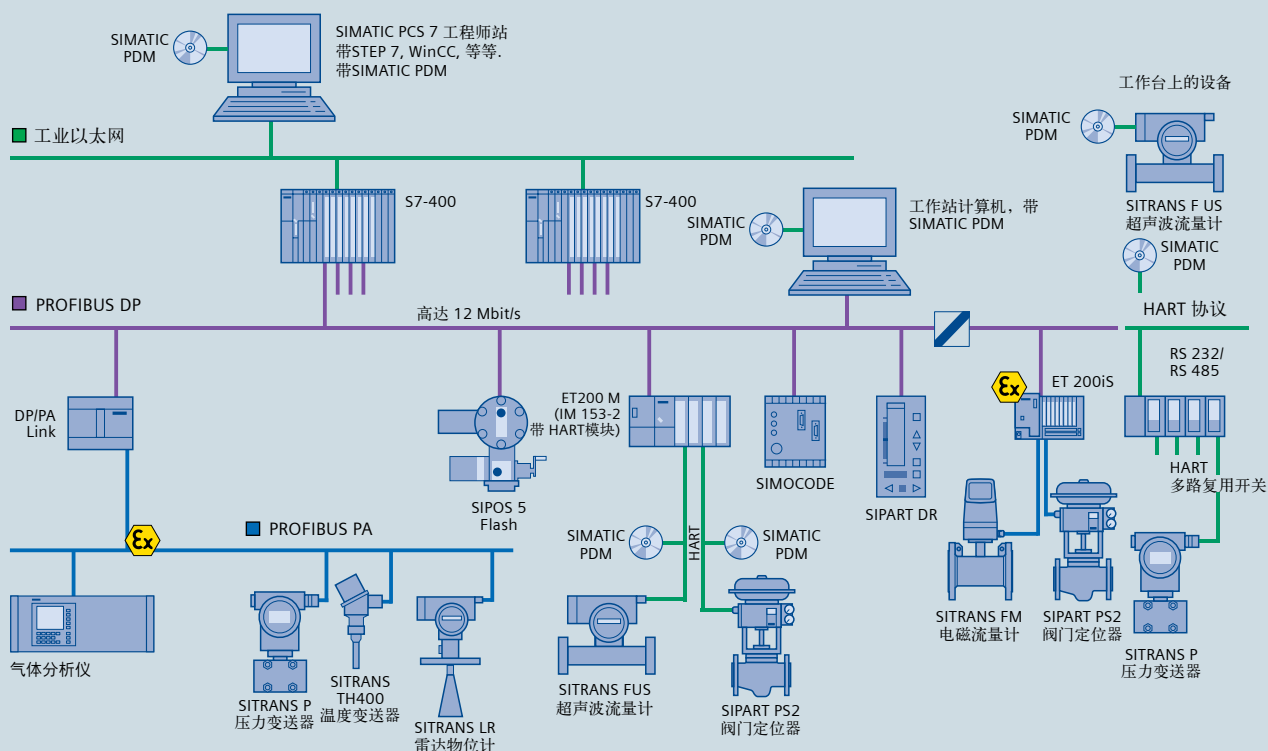 SIMATIC
PDM
SIMATIC PCS 7 工程师站
带STEP 7, WinCC, 等等.
带SIMATIC PDM
工作台上的设备
SIMATIC
PDM
SITRANS F US
超声波流量计
工业以太网
S7-400
S7-400
SIMATIC
PDM
工作站计算机，带
SIMATIC PDM
SIMATIC
PDM
PROFIBUS DP
高达 12 Mbit/s
HART 协议
RS 232/
RS 485
DP/PA
Link
SIPOS 5
Flash
ET200 M
(IM 153-2
带 HART模块)
SIMOCODE
SIPART DR
Ex
ET 200iS
HART
多路复用开关
Ex
PROFIBUS PA
SIMATIC
PDM
HART
SIMATIC
PDM
气体分析仪
SITRANS P
压力变送器
SITRANS
TH400
温度变送器
SITRANS LR
雷达物位计
SITRANS FUS
超声波流量计
SIPART PS2
阀门定位器
SITRANS FM
电磁流量计
SIPART PS2
阀门定位器
SITRANS P
压力变送器